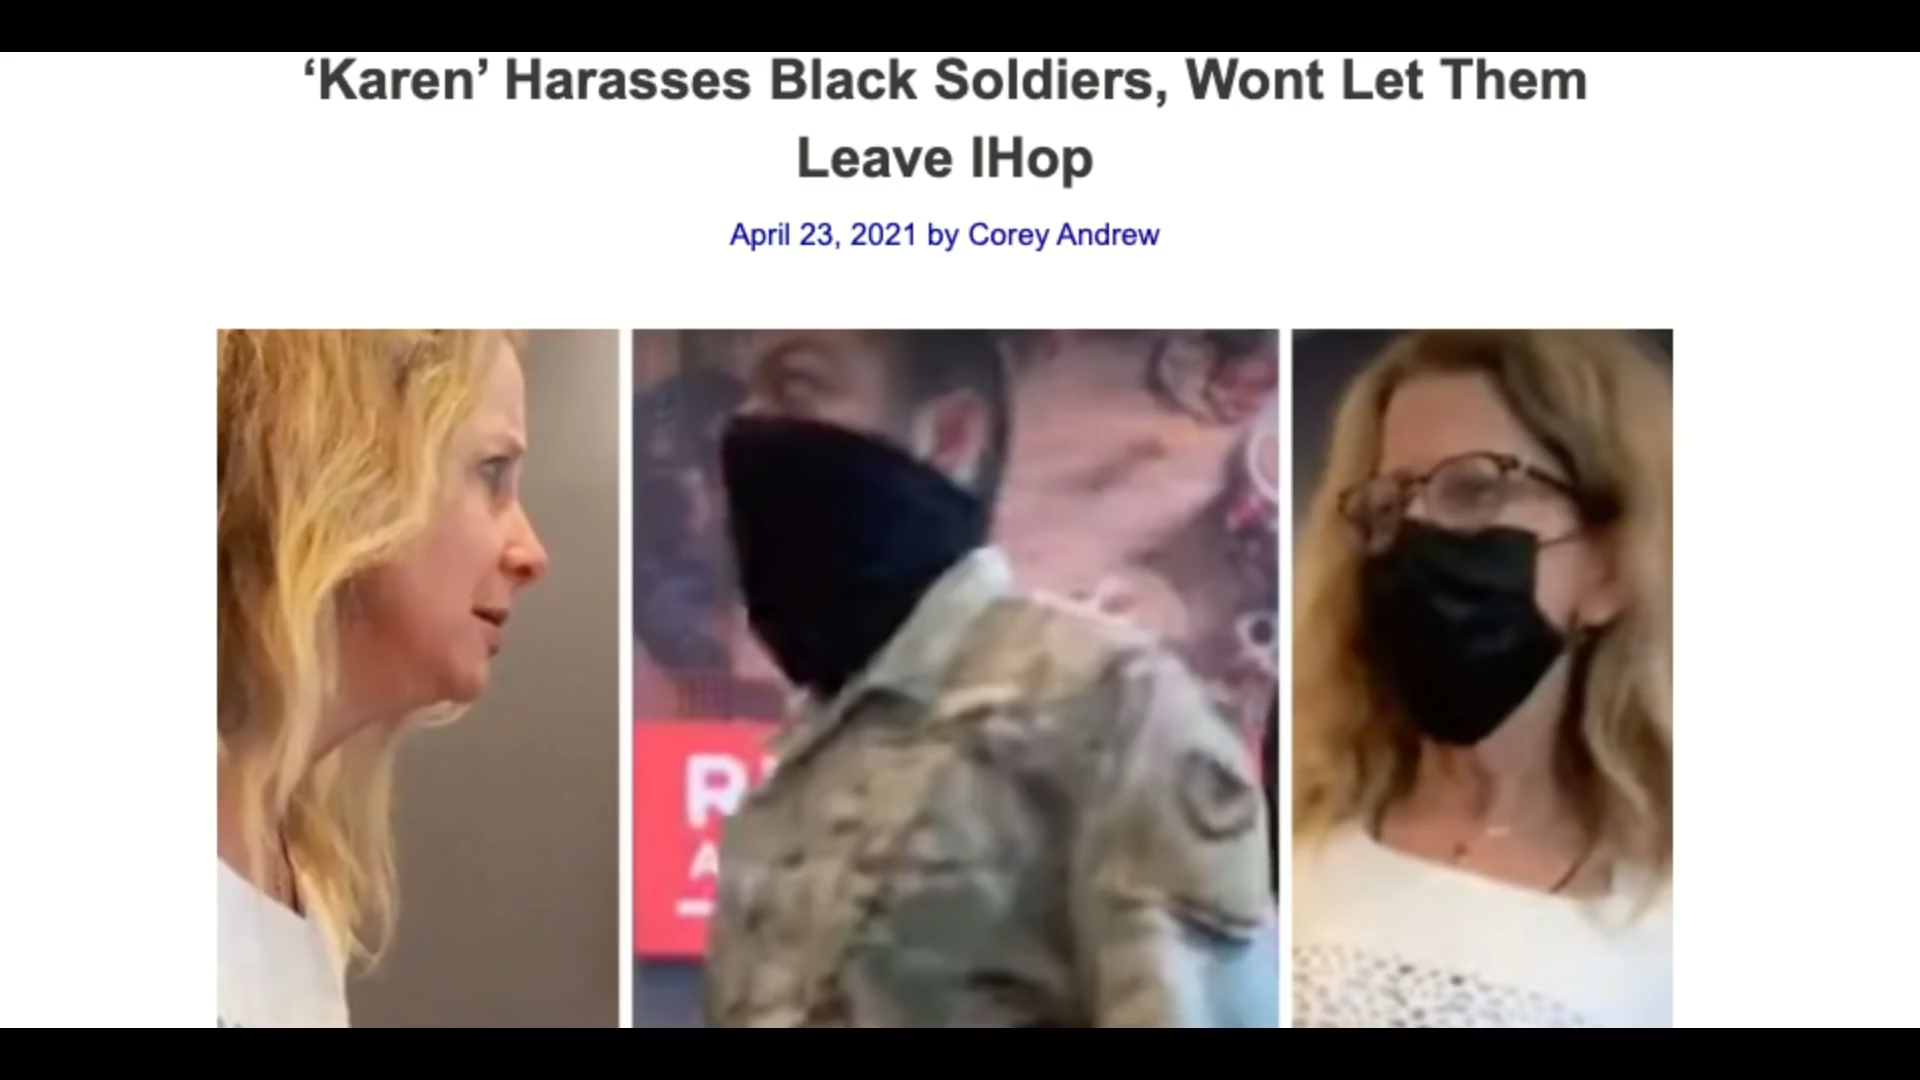 ‘Karen’ Harasses Black Soldiers, Wont Let Them
Leave IHop
April 23, 2021 by Corey Andrew